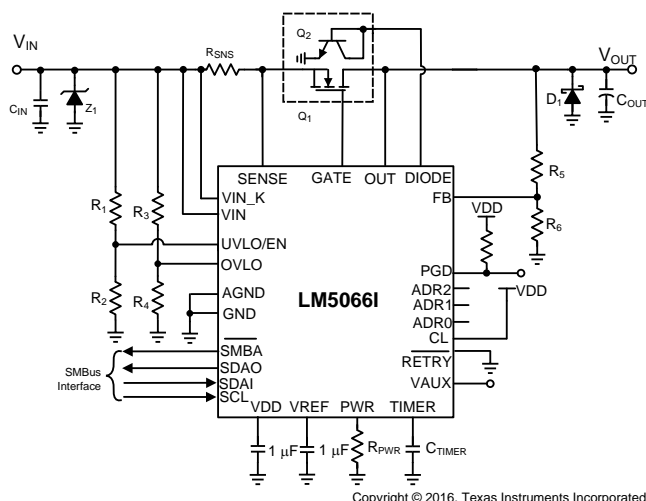 Q2
VIN
RSNS
VOUT
CIN
Z1
Q1
D1
COUT
SENSE GATE OUT DIODE
R5
VIN_K
FB
R1
R3
VIN
VDD
R6
UVLO/EN
OVLO
PGD
R2
R4
AGND
LM5066I
ADR2
VDD
GND
ADR1
ADR0
CL
SMBA
RETRY
SMBus
Interface
SDAO
SDAI
VAUX
SCL
VDD VREF PWR TIMER
1 µF
1 µF
RPWR
CTIMER
Copyright © 2016, Texas Instruments Incorporated